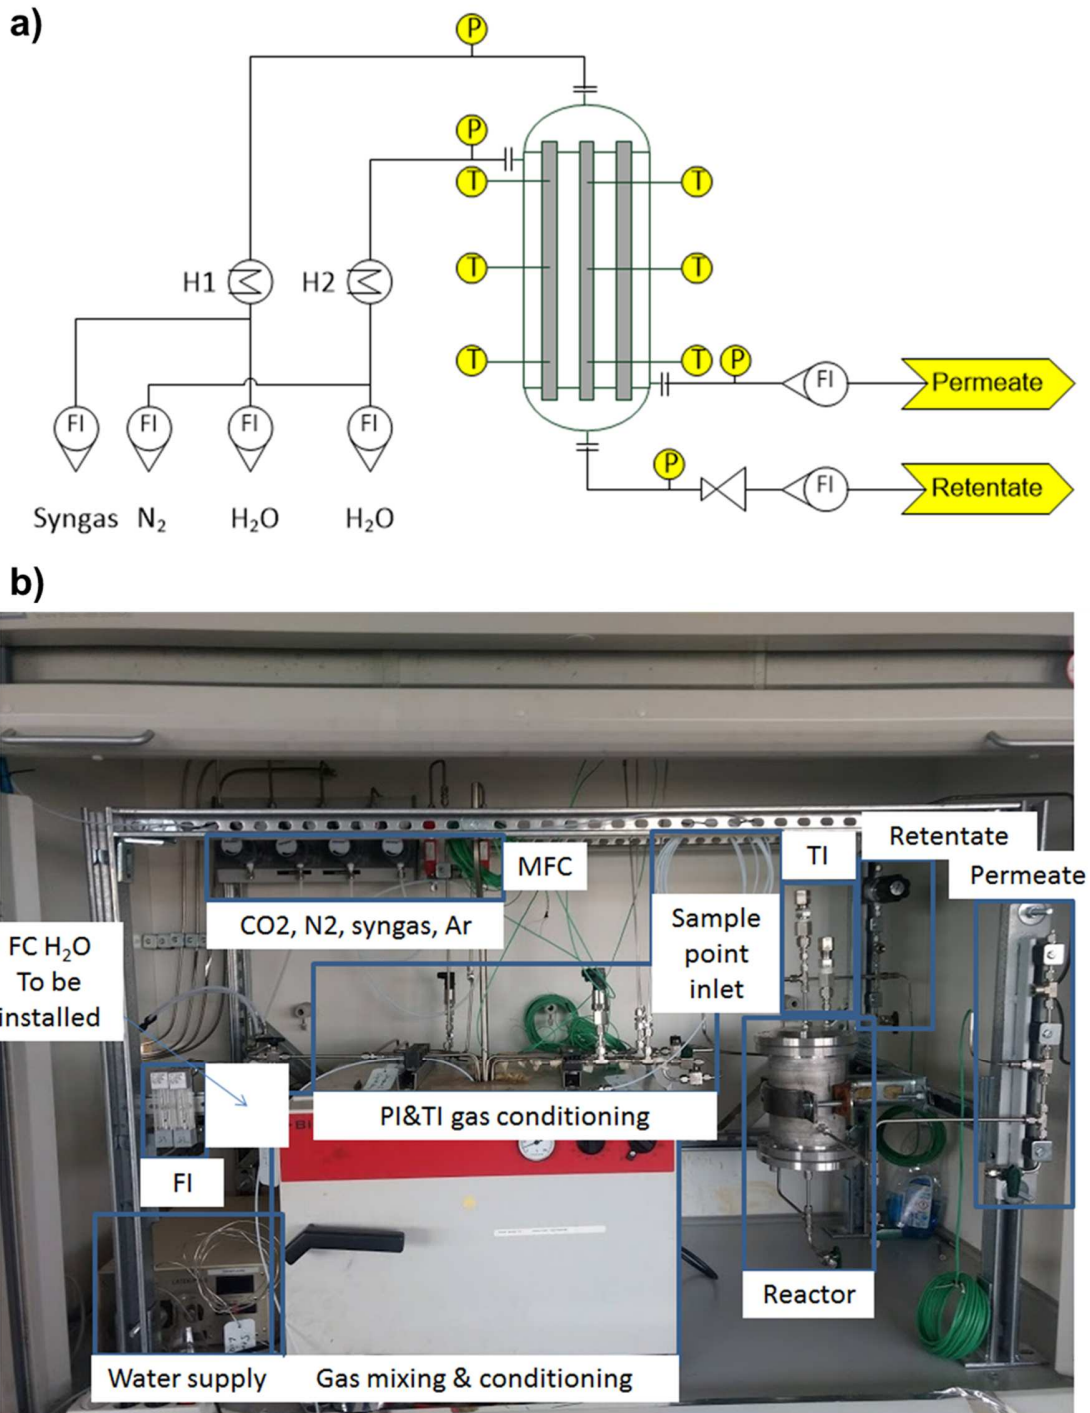 a)
P
P
T
T
H1
H2
T
T
T
T
P
FI
Permeate
FI
FI
FI
FI
P
FI
Retentate
Syngas
N2
H2O
H2O
b)
Retentate
TI
MFC
Permeate
CO2, N2, syngas, Ar
Sample
point
inlet
FC H2O
To be
installed
PI&TI gas conditioning
FI
Reactor
Water supply
Gas mixing & conditioning